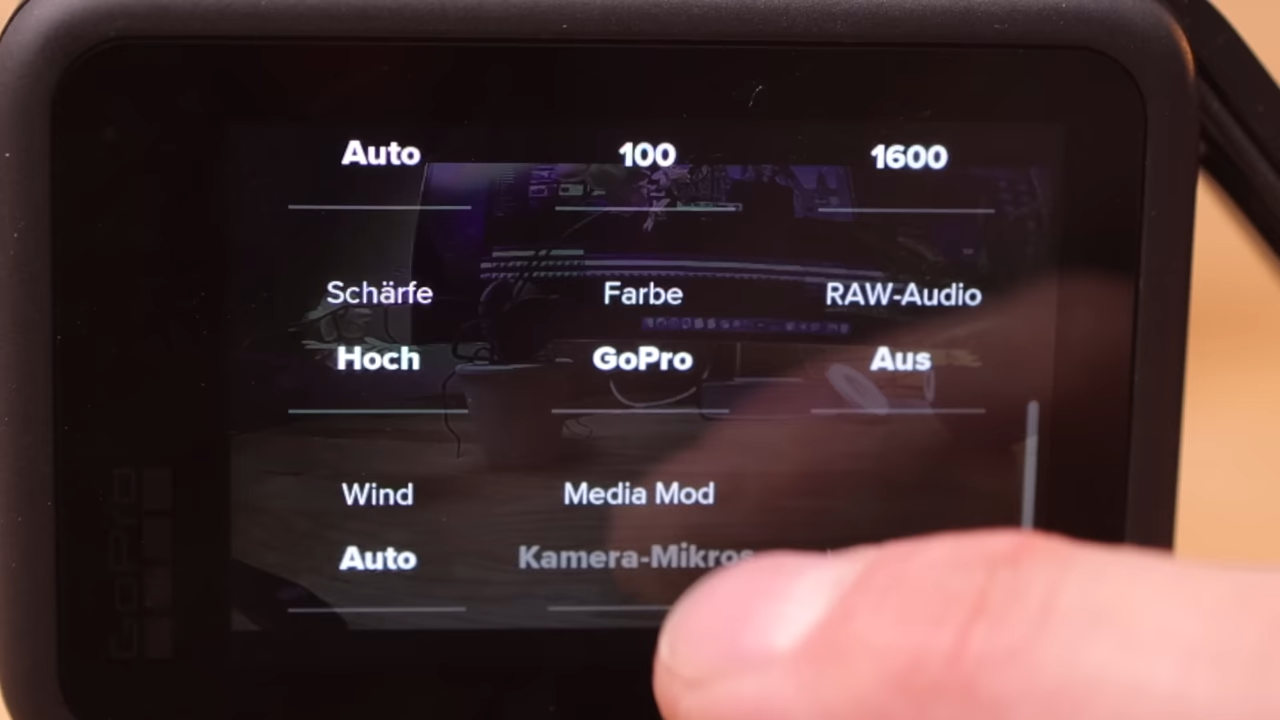 Auto 100 1600
Schärfe Farbe RAW-Audio
Hoch GoPro Aus
Wind Media Mod
Auto Kamera-Mikros
GoPro